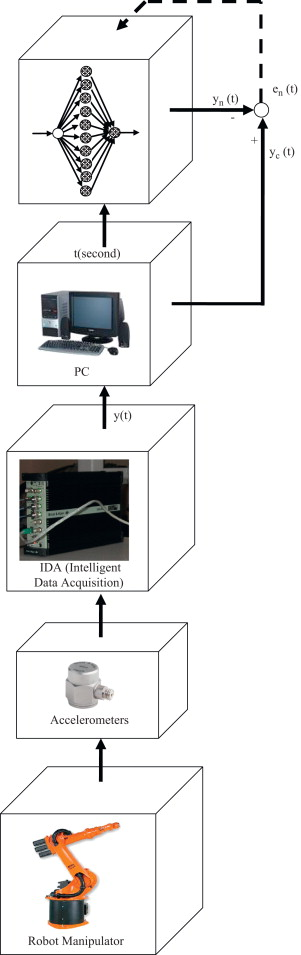 yn (t)
-
en (t)
+
yc (t)
t(second)
PC
y(t)
IDA (Intelligent
Data Acquisition)
Accelerometers
Robot Manipulator